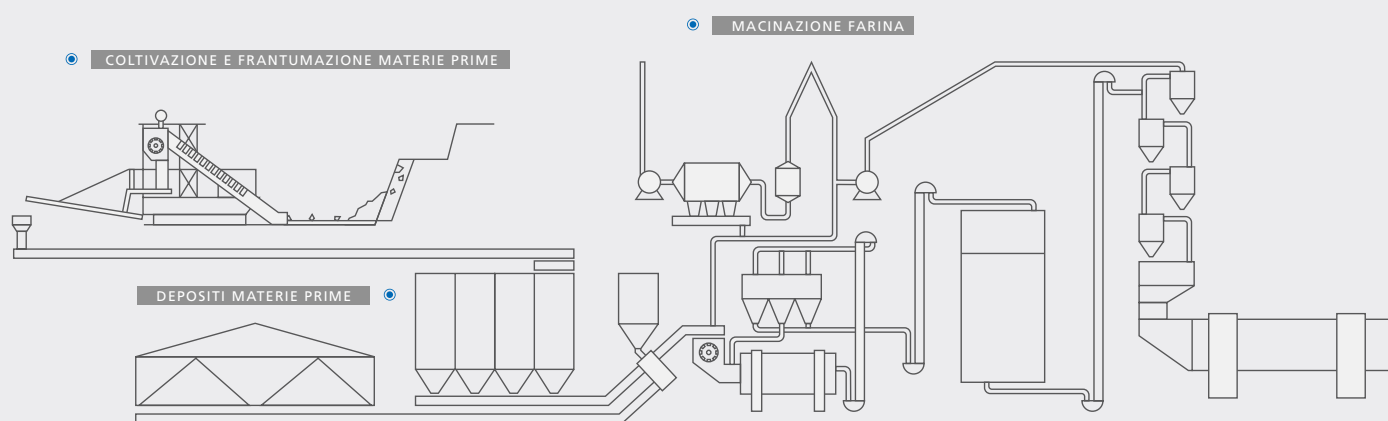 MACINAZIONE FARINA
COLTIVAZIONE E FRANTUMAZIONE MATERIE PRIME
DEPOSITI MATERIE PRIME